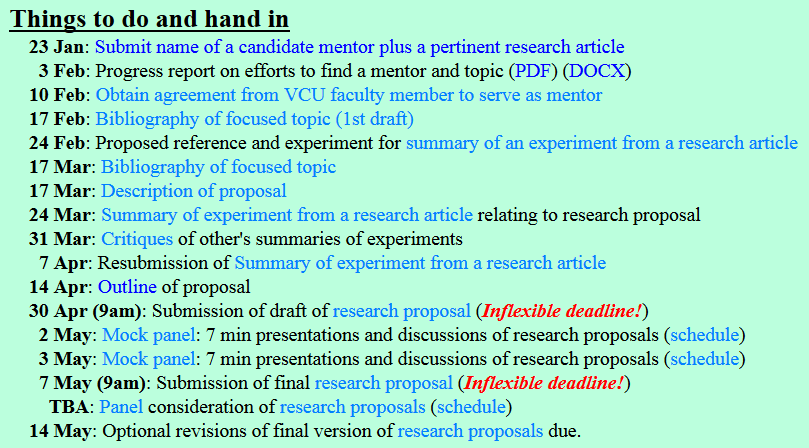 Things to do and hand in
23 Jan: Submit name of a candidate mentor plus a pertinent research article
3 Feb: Progress report on efforts to find a mentor and topic (PDF) (DOCX)
10 Feb: Obtain agreement from VCU faculty member to serve as mentor
17 Feb: Bibliography of focused topic (1st draft)
24 Feb: Proposed reference and experiment for summary of an experiment from a research article
17 Mar: Bibliography of focused topic
17 Mar: Description of proposal
24 Mar: Summary of experiment from a research article relating to research proposal
31 Mar: Critiques of other's summaries of experiments
7 Apr: Resubmission of Summary of experiment from a research article
14 Apr: Outline of proposal
30 Apr (9am): Submission of draft of research proposal (Inflexible deadline!)
2 May: Mock panel: 7 min presentations and discussions of research proposals (schedule)
3 May: Mock panel: 7 min presentations and discussions of research proposals (schedule)
7 May (9am): Submission of final research proposal (Inflexible deadline!)
TBA: Panel consideration of research proposals (schedule)
14 May: Optional revisions of final version of research proposals due.